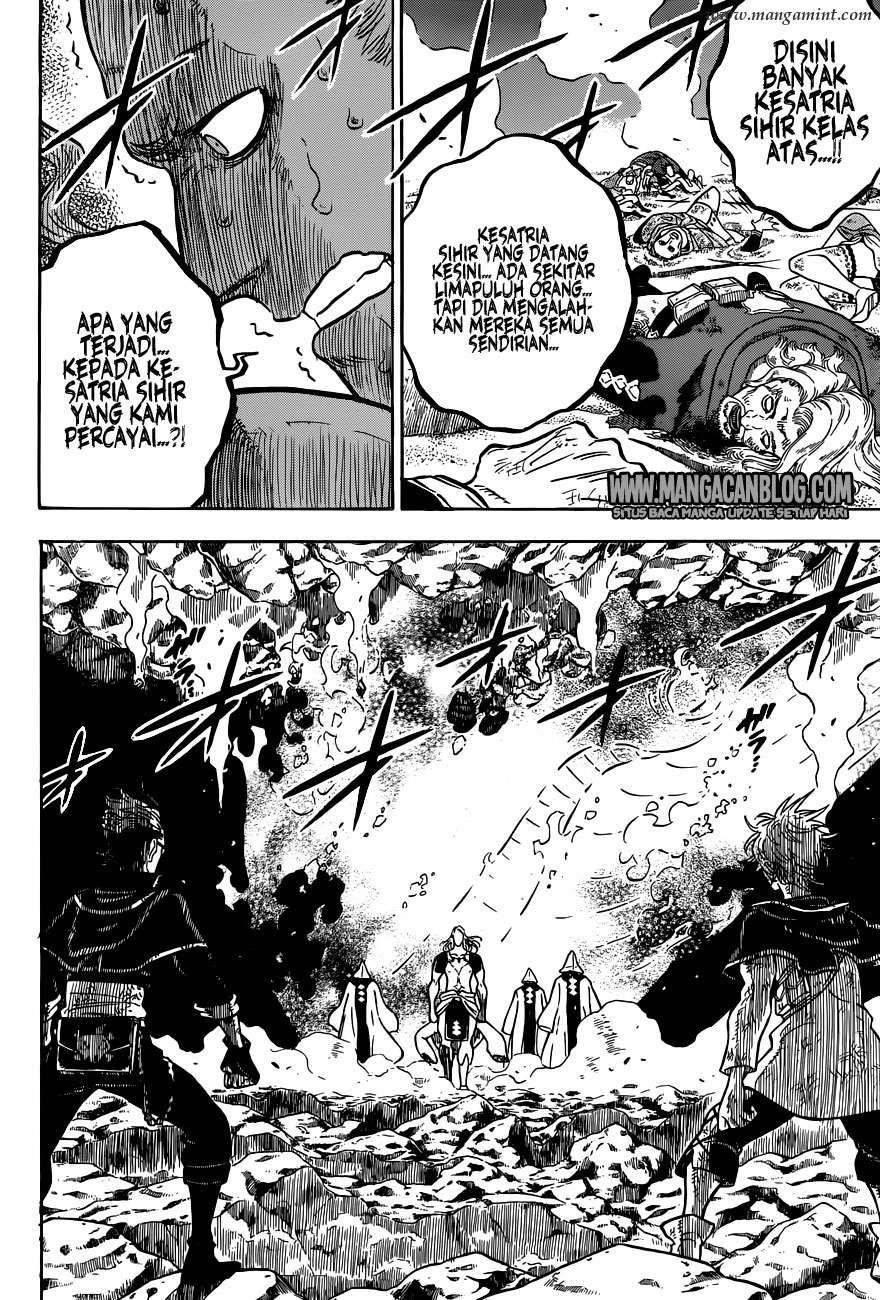 www.mangamint.com
DISINI
BANYAK
KESATRIA
SIHIR KELAS
ATAS...!!
KESATRIA
SIHIR YANG DATANG
KESINI... ADA SEKITAR
LIMAPULUH ORANG...
TAPI DIA MENGALAH-
KAN MEREKA SEMUA
SENDIRIAN...
APA YANG
TERJADI...
KEPADA KE-
SATRIA SIHIR
YANG KAMI
PERCAYAI...?!
WWW.MANGACANBLOG.COM
SITUS BACA MANGA UPDATE SETIAP HARI